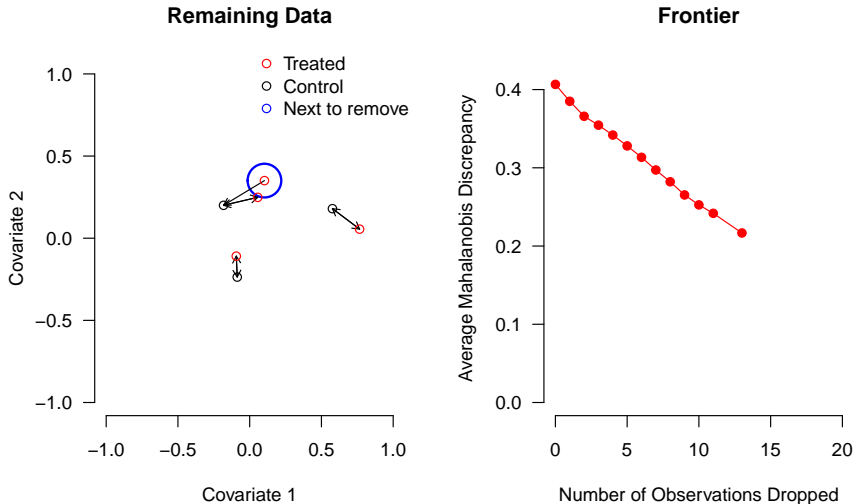 Remaining Data
Treated
Control
Next to remove
1.0
0.5
0.0
−0.5
−1.0
Covariate 2
−1.0 −0.5 0.0 0.5 1.0
Covariate 1
Frontier
0.4
0.3
0.2
0.1
0.0
Average Mahalanobis Discrepancy
0 5 10 15 20
Number of Observations Dropped